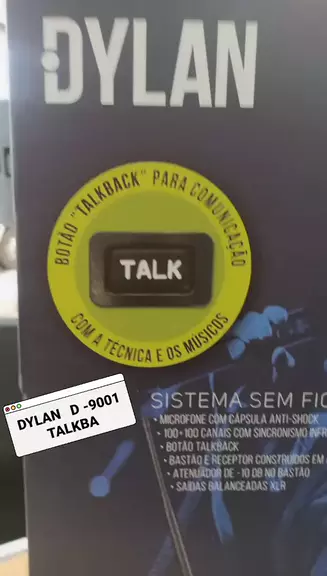 DYLAN
BOTÃO "TALKBACK" PARA COMUNICAÇÃO
TALK
COM A TÉCNICA E OS MÚSICOS
DYLAN D -9001
TALKBA
SISTEMA SEM FIO
• MICROFONE COM CÁPSULA ANTI-SHOCK
• 100+100 CANAIS COM SINCRONISMO INFR
• BOTÃO TALKBACK
• BASTÃO E RECEPTOR CONSTRUÍDOS EM
• ATENUADOR DE -10 DB NO BASTÃO
• SAÍDAS BALANCEADAS XLR